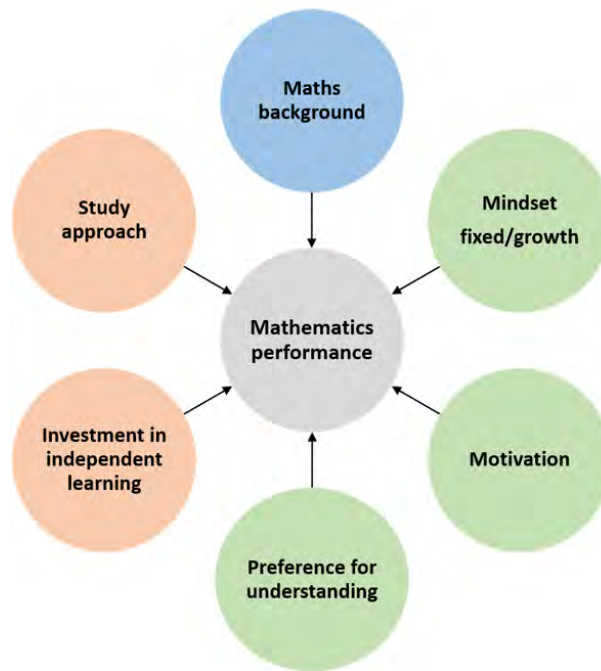 Maths
background
Study
approach
Mindset
fixed/growth
Mathematics
performance
Investment in
independent
learning
Motivation
Preference for
understanding